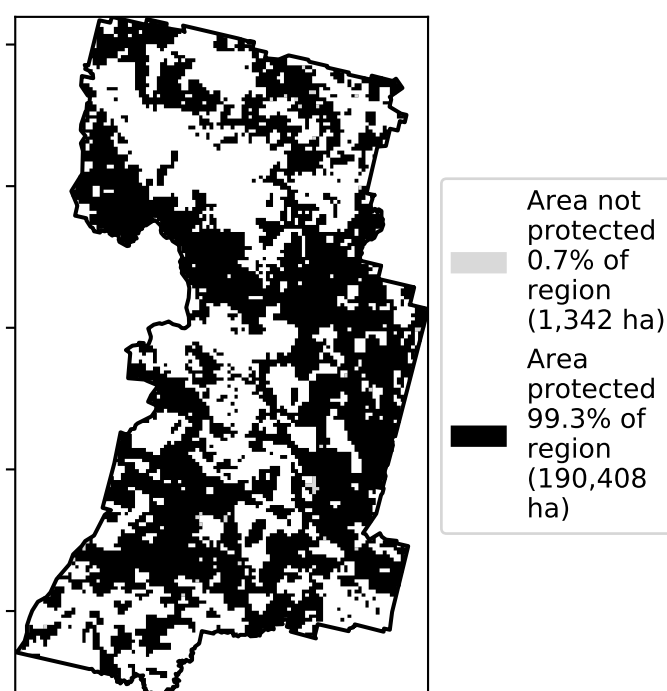 Area not
protected
0.7% of
region
(1,342 ha)
Area
protected
99.3% of
region
(190,408
ha)